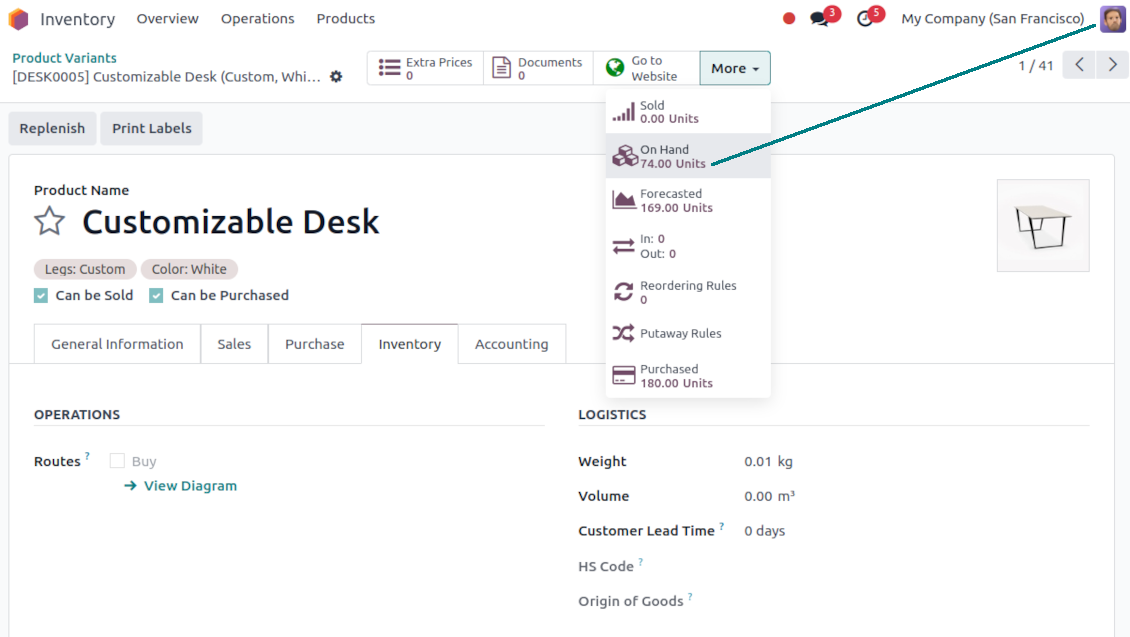 Inventory Overview Operations Products 3 5 My Company (San Francisco)
Product Variants
[DESK0005] Customizable Desk (Custom, Whi...
Extra Prices
0
Documents
0
Go to
Website
More
1 / 41
Sold
0.00 Units
On Hand
74.00 Units
Forecasted
169.00 Units
In: 0
Out: 0
Reordering Rules
0
Putaway Rules
Purchased
180.00 Units
Replenish Print Labels
Product Name
Customizable Desk
Legs: Custom Color: White
Can be Sold Can be Purchased
General Information Sales Purchase Inventory Accounting
OPERATIONS
Routes ? Buy
View Diagram
LOGISTICS
Weight 0.01 kg
Volume 0.00 m³
Customer Lead Time ? 0 days
HS Code ?
Origin of Goods ?